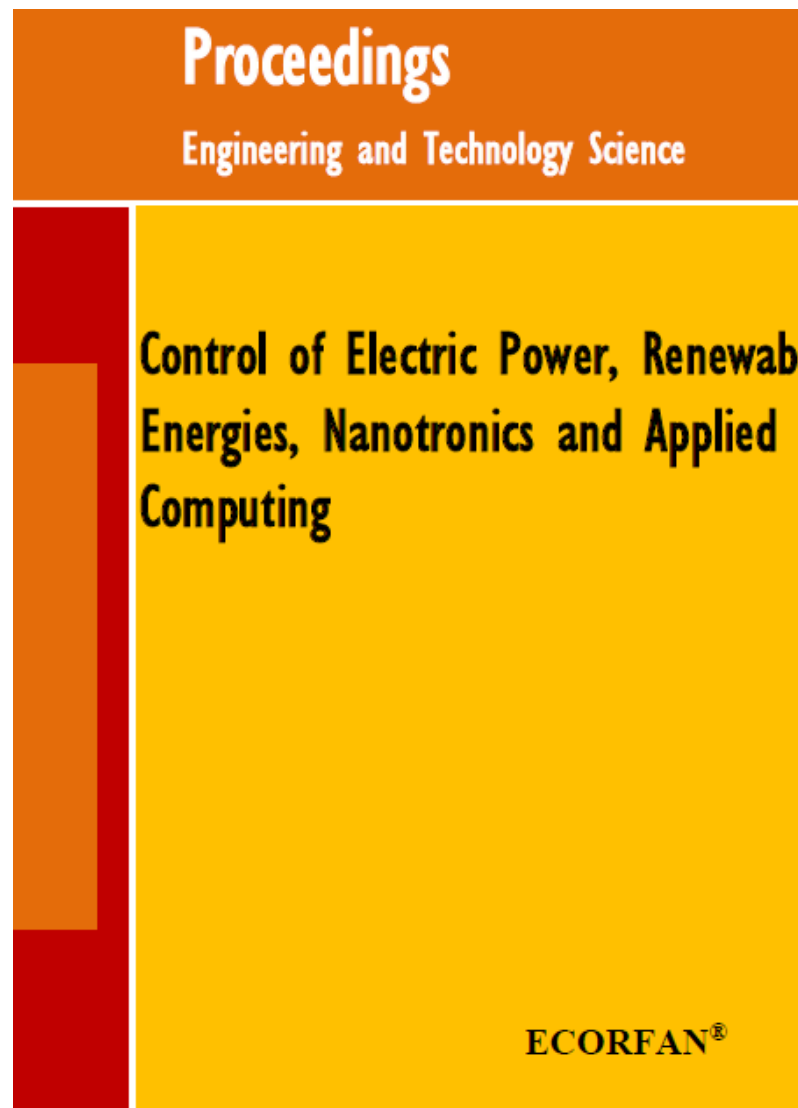 Proceedings
Engineering and Technology Science
Control of Electric Power, Renewab
Energies, Nanotronics and Applied
Computing
ECORFAN®